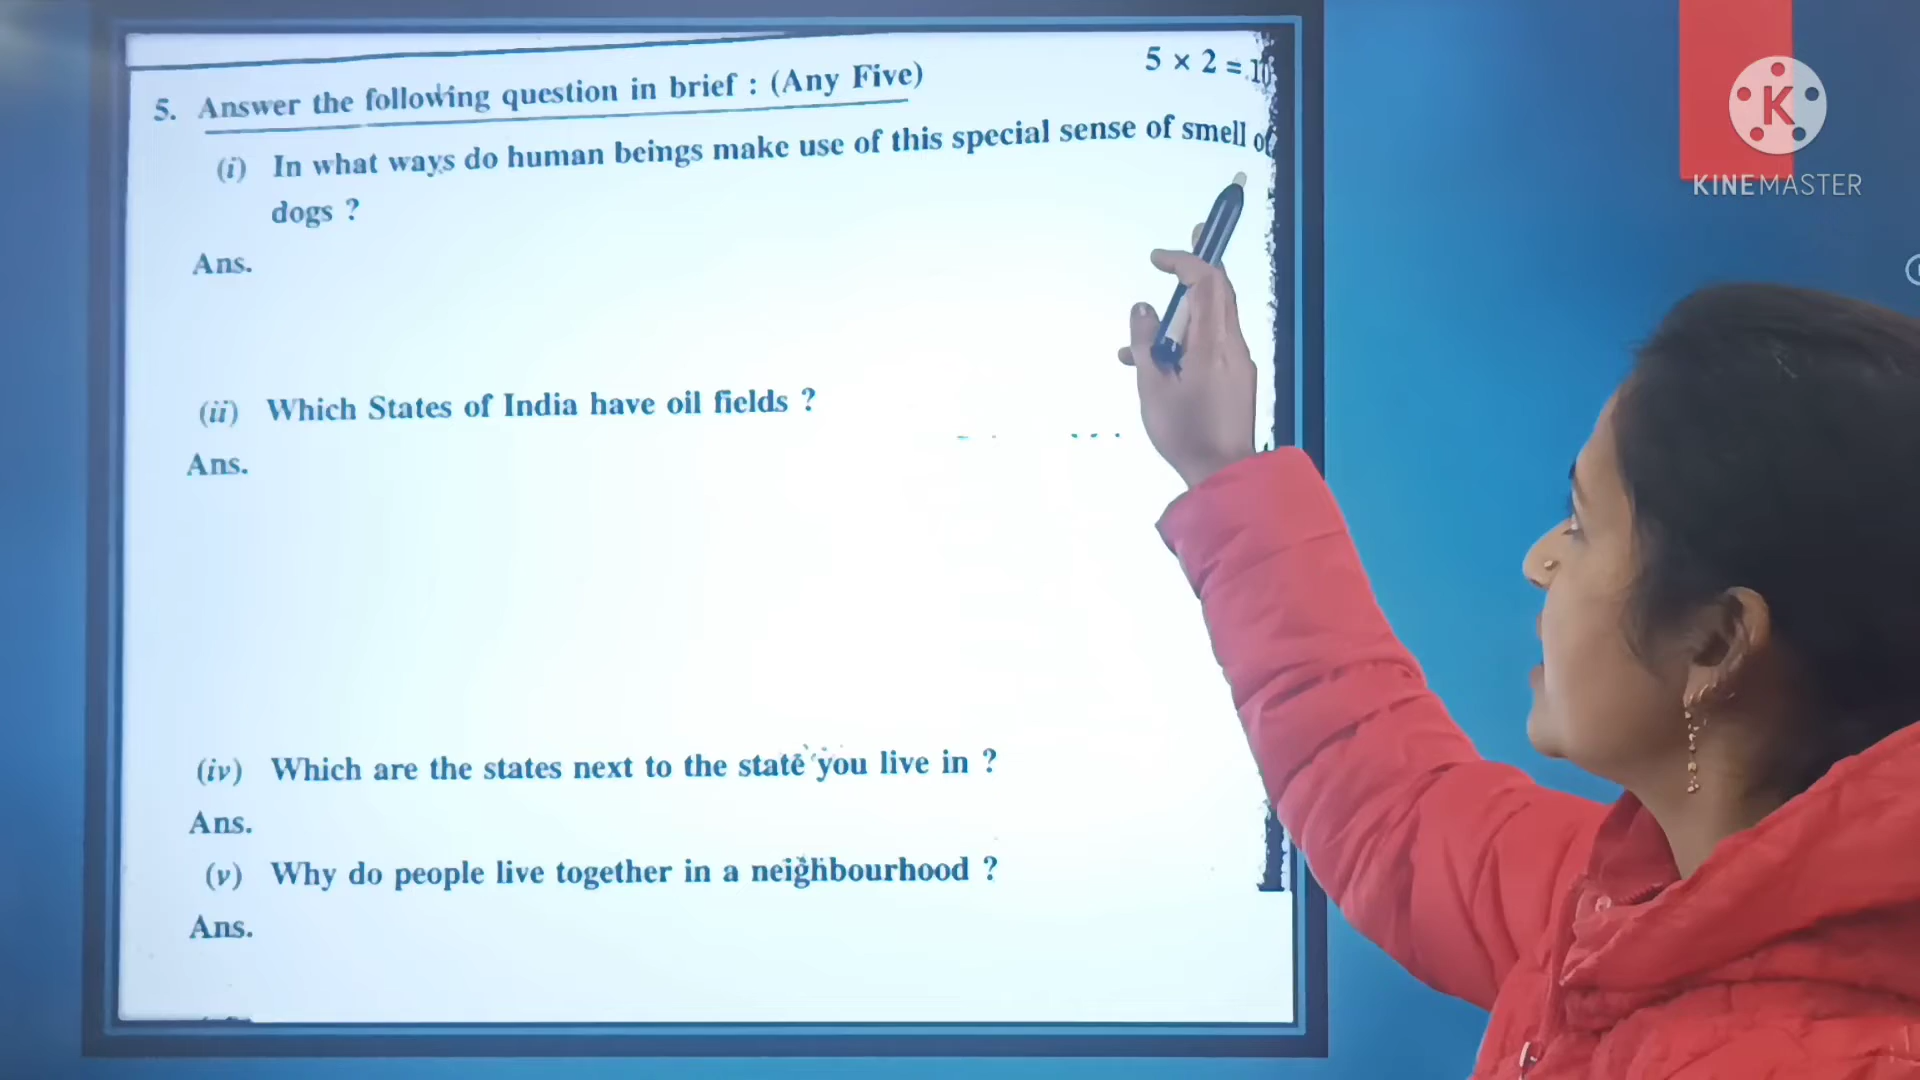 5 × 2 = 10
5. Answer the following question in brief : (Any Five)
(i) In what ways do human beings make use of this special sense of smell of
dogs ?
Ans.
(ii) Which States of India have oil fields ?
Ans.
(iv) Which are the states next to the state you live in ?
Ans.
(v) Why do people live together in a neighbourhood ?
Ans.
K
KINEMASTER